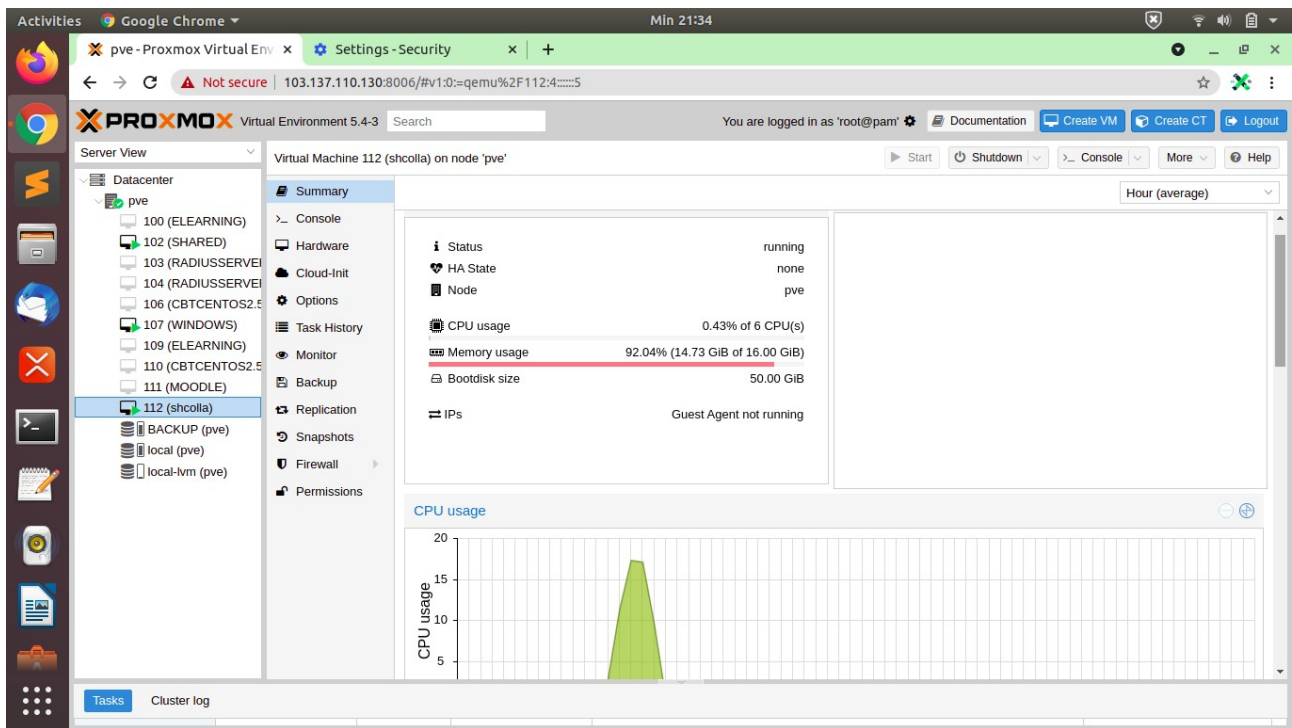 Activities Google Chrome Min 21:34
pve - Proxmox Virtual Env Settings - Security
Not secure 103.137.110.130:8006/#v1:0:=qemu%2F112:4::::::5
PROXMOX Virtual Environment 5.4-3 Search You are logged in as 'root@pam' Documentation Create VM Create CT Logout
Server View Virtual Machine 112 (shcolla) on node 'pve' Start Shutdown Console More Help
Datacenter
pve
100 (ELEARNING)
102 (SHARED)
103 (RADIUSSERVE
104 (RADIUSSERVE
106 (CBTCENTOS2.5
107 (WINDOWS)
109 (ELEARNING)
110 (CBTCENTOS2.5
111 (MOODLE)
112 (shcolla)
BACKUP (pve)
local (pve)
local-lvm (pve)
Summary
Console
Hardware
Cloud-Init
Options
Task History
Monitor
Backup
Replication
Snapshots
Firewall
Permissions
Hour (average)
Status running
HA State none
Node pve
CPU usage 0.43% of 6 CPU(s)
Memory usage 92.04% (14.73 GiB of 16.00 GiB)
Bootdisk size 50.00 GiB
IPs Guest Agent not running
CPU usage
20
15
10
5
CPU usage
Tasks Cluster log